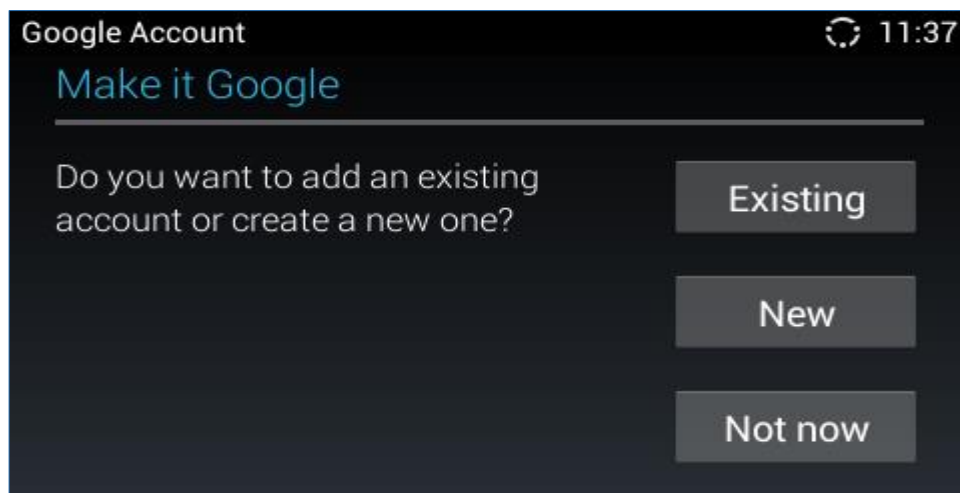 Google Account 11:37
Make it Google
Do you want to add an existing
account or create a new one?
Existing
New
Not now